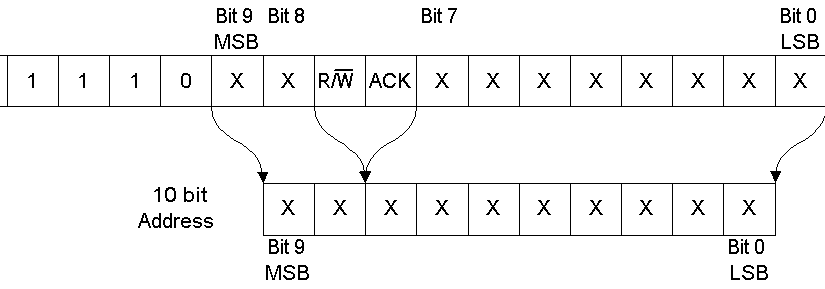 Bit 9 Bit 8 Bit 7 Bit 0
MSB LSB
1 1 1 0 X X R/W̅ ACK X X X X X X X X
10 bit
Address
X X X X X X X X X X
Bit 9 Bit 0
MSB LSB